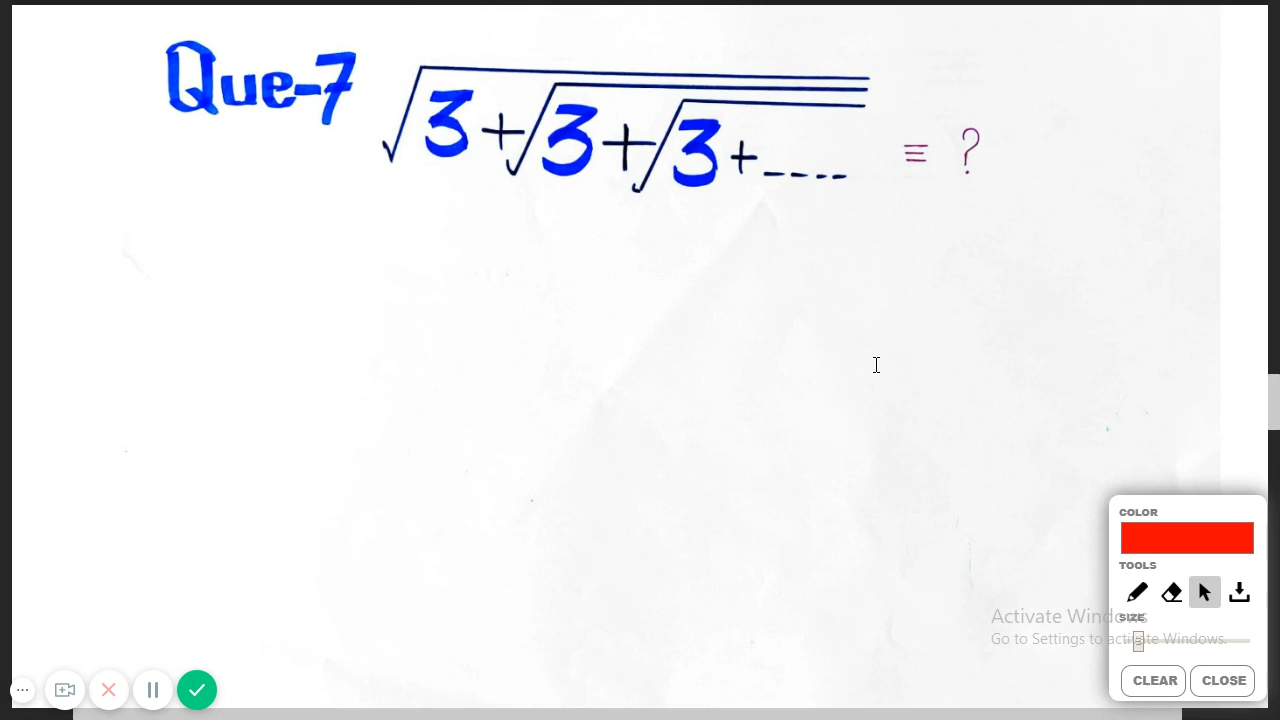 Que-7 √3+√3+√3+---- = ?
COLOR
TOOLS
Activate Windows
SIZE
Go to Settings to activate Windows.
CLEAR CLOSE